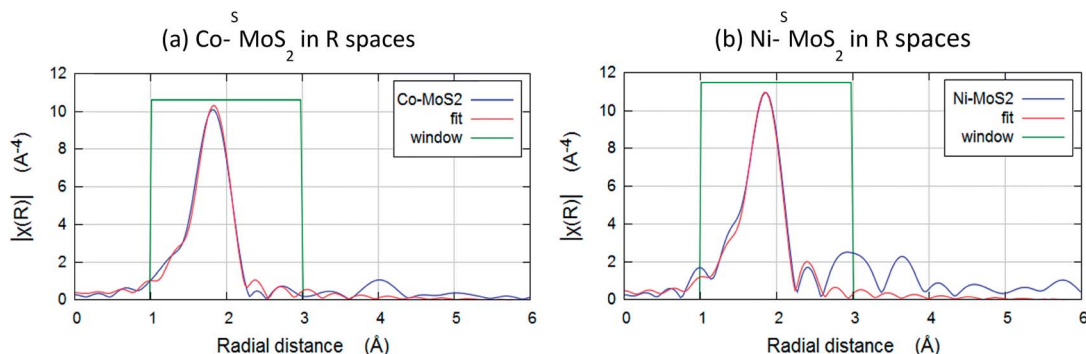 (a) Co-ˢMoS₂ in R spaces
12
10
8
6
4
2
0
|χ(R)| (A⁻⁴)
Co-MoS2
fit
window
0 1 2 3 4 5 6
Radial distance (Å)
(b) Ni-ˢMoS₂ in R spaces
12
10
8
6
4
2
0
|χ(R)| (A⁻⁴)
Ni-MoS2
fit
window
0 1 2 3 4 5 6
Radial distance (Å)